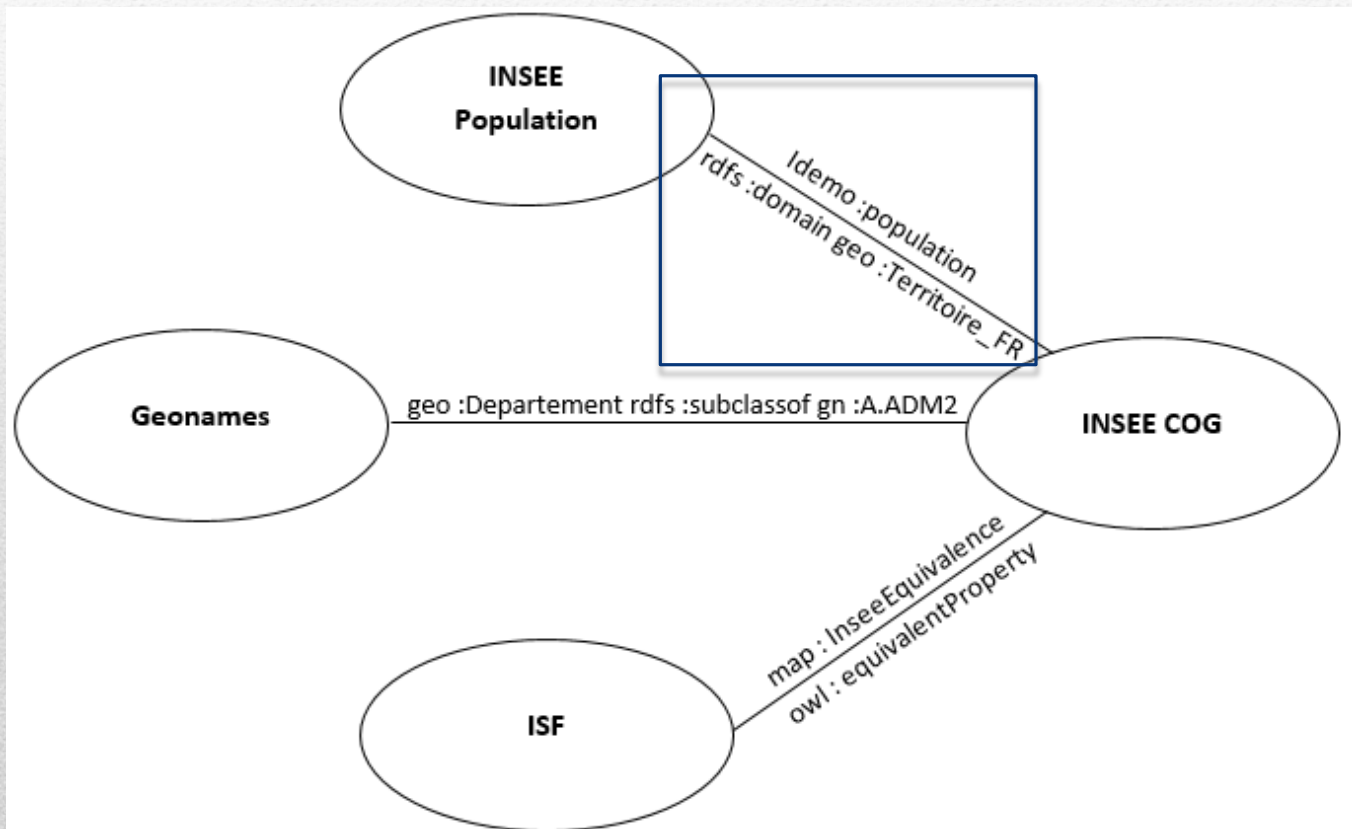 INSEE
Population
Idemo :population
rdfs :domain geo :Territoire_FR
Geonames
geo :Departement rdfs :subclassof gn :A.ADM2
INSEE COG
map : InseeEquivalence
owl : equivalentProperty
ISF